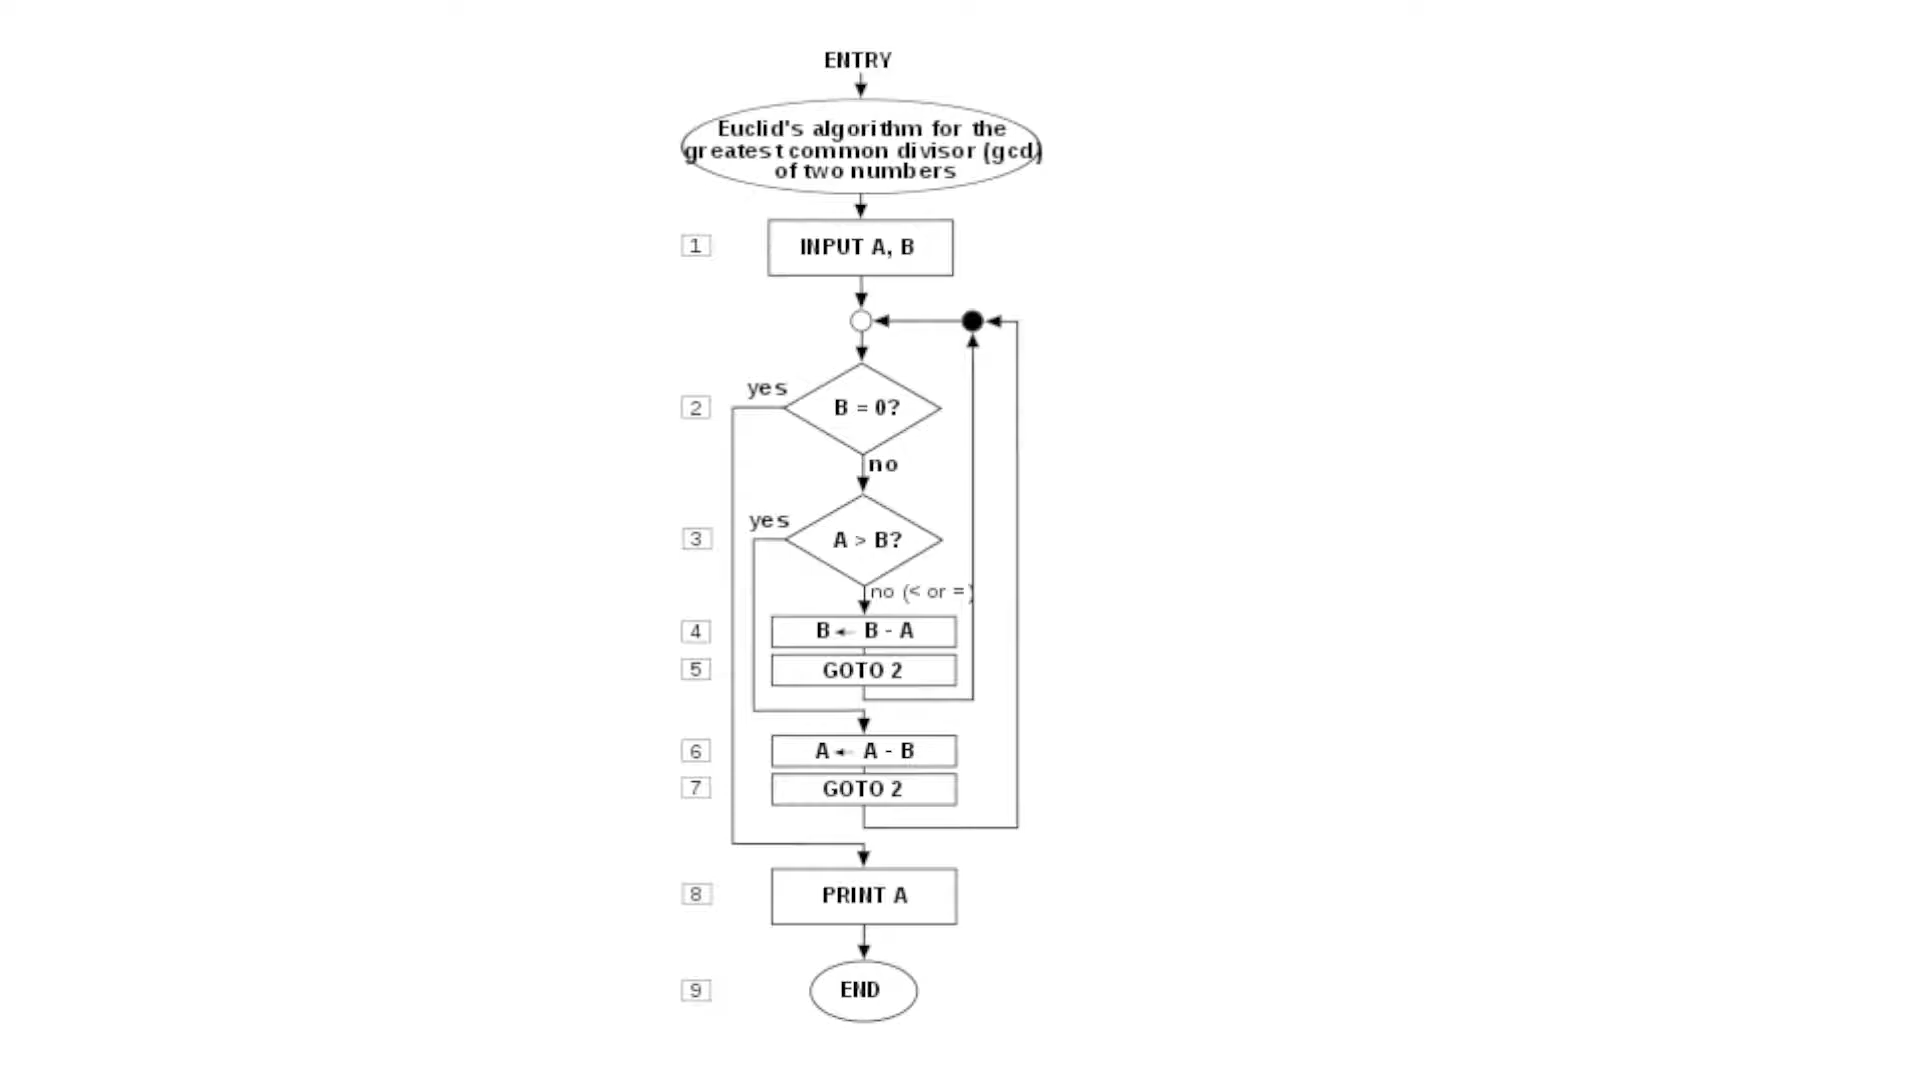 ENTRY
Euclid's algorithm for the
greatest common divisor (gcd)
of two numbers
1
INPUT A, B
yes
2
B = 0?
no
yes
3
A > B?
no (< or =)
4
B ← B - A
5
GOTO 2
6
A ← A - B
7
GOTO 2
8
PRINT A
9
END